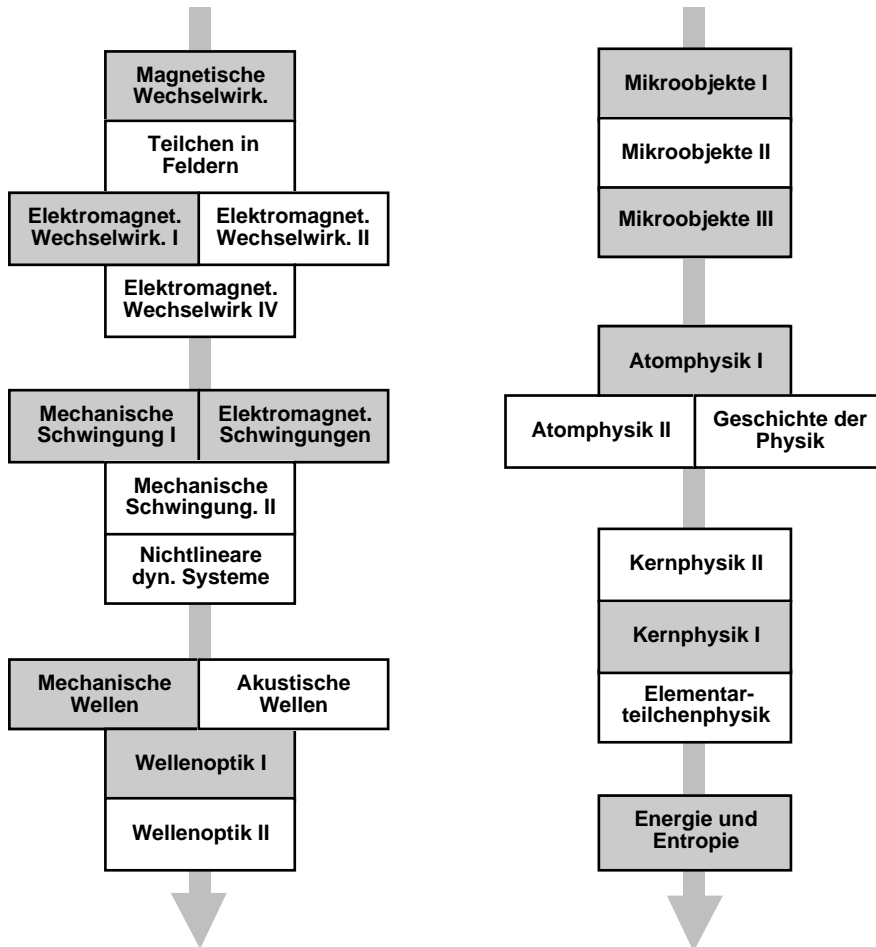 Magnetische
Wechselwirk.
Teilchen in
Feldern
Elektromagnet.
Wechselwirk. I
Elektromagnet.
Wechselwirk. II
Elektromagnet.
Wechselwirk IV
Mechanische
Schwingung I
Elektromagnet.
Schwingungen
Mechanische
Schwingung. II
Nichtlineare
dyn. Systeme
Mechanische
Wellen
Akustische
Wellen
Wellenoptik I
Wellenoptik II
Mikroobjekte I
Mikroobjekte II
Mikroobjekte III
Atomphysik I
Atomphysik II
Geschichte der
Physik
Kernphysik II
Kernphysik I
Elementar-
teilchenphysik
Energie und
Entropie